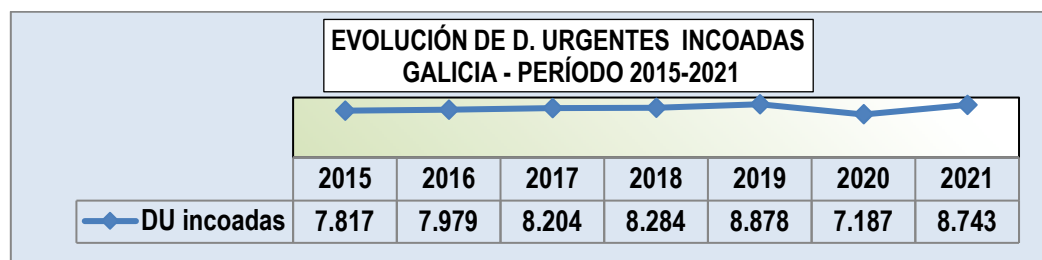 EVOLUCIÓN DE D. URGENTES INCOADAS
GALICIA - PERÍODO 2015-2021
2015 2016 2017 2018 2019 2020 2021
DU incoadas 7.817 7.979 8.204 8.284 8.878 7.187 8.743